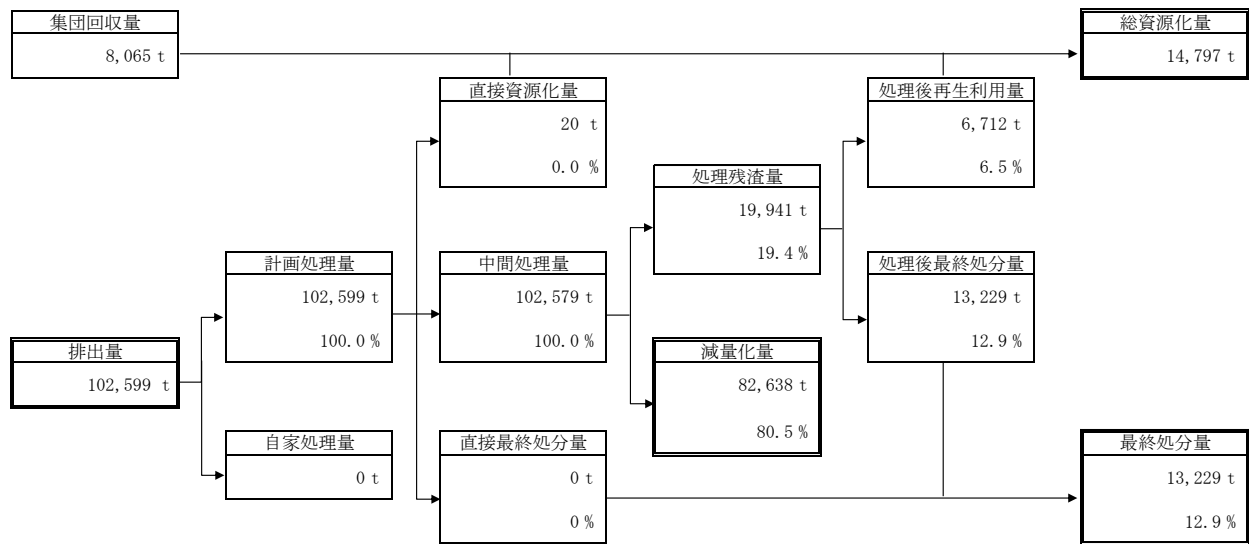 集団回収量
8,065 t
総資源化量
14,797 t
直接資源化量
20 t
0.0 %
処理後再生利用量
6,712 t
6.5 %
処理残渣量
19,941 t
19.4 %
計画処理量
102,599 t
100.0 %
中間処理量
102,579 t
100.0 %
処理後最終処分量
13,229 t
12.9 %
排出量
102,599 t
減量化量
82,638 t
80.5 %
自家処理量
0 t
直接最終処分量
0 t
0 %
最終処分量
13,229 t
12.9 %